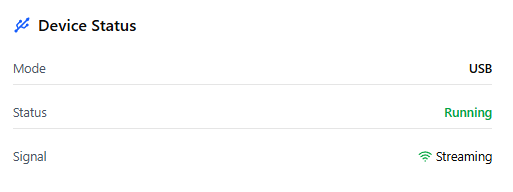 Device Status
Mode USB
Status Running
Signal Streaming